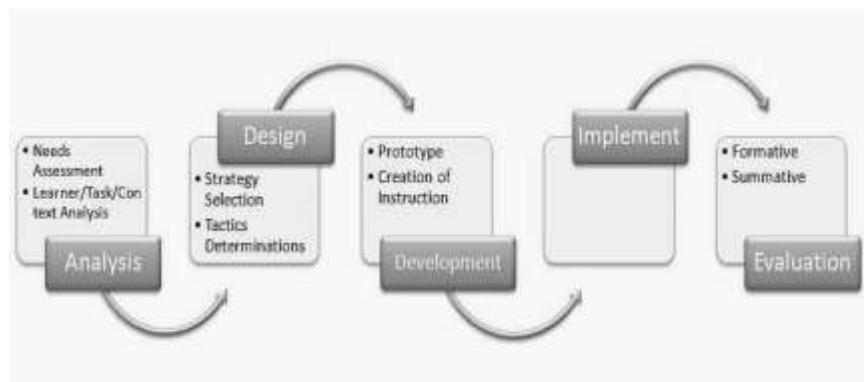 • Needs
Assessment
• Learner/Task/Con
text Analysis
Analysis
Design
• Strategy
Selection
• Tactics
Determinations
• Prototype
• Creation of
Instruction
Development
Implement
• Formative
• Summative
Evaluation